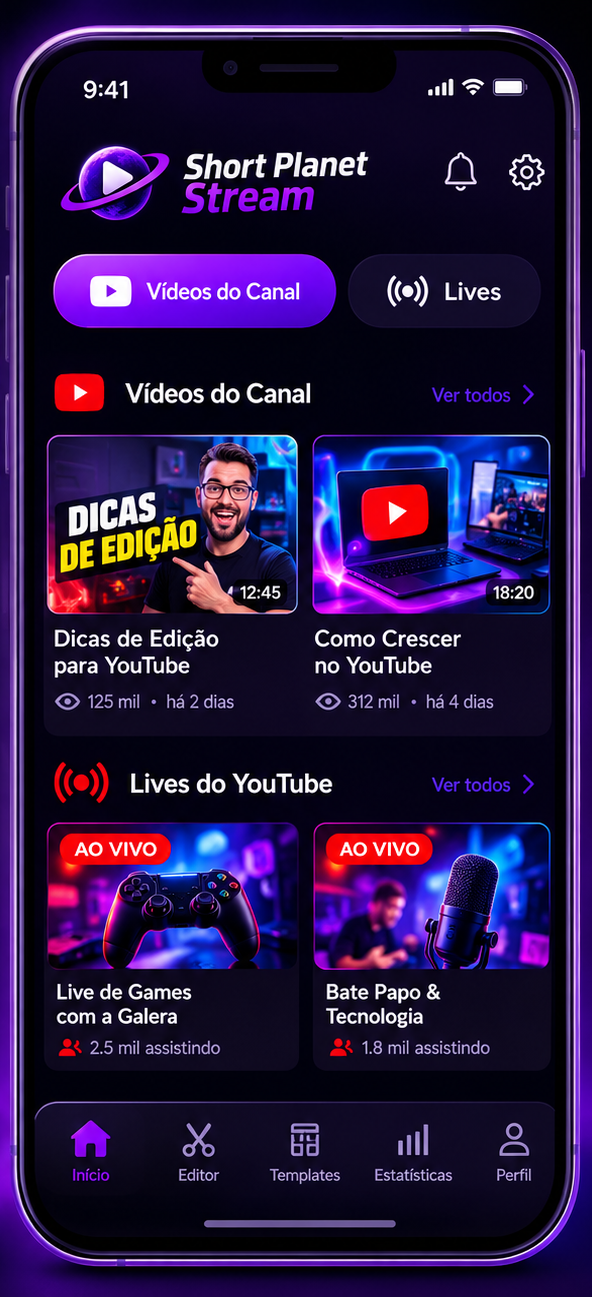 9:41
Short Planet
Stream
Vídeos do Canal
Lives
Vídeos do Canal
Ver todos
DICAS
DE EDIÇÃO
12:45
18:20
Dicas de Edição
para YouTube
Como Crescer
no YouTube
125 mil • há 2 dias
312 mil • há 4 dias
Lives do YouTube
Ver todos
AO VIVO
AO VIVO
Live de Games
com a Galera
Bate Papo &
Tecnologia
2.5 mil assistindo
1.8 mil assistindo
Início
Editor
Templates
Estatísticas
Perfil